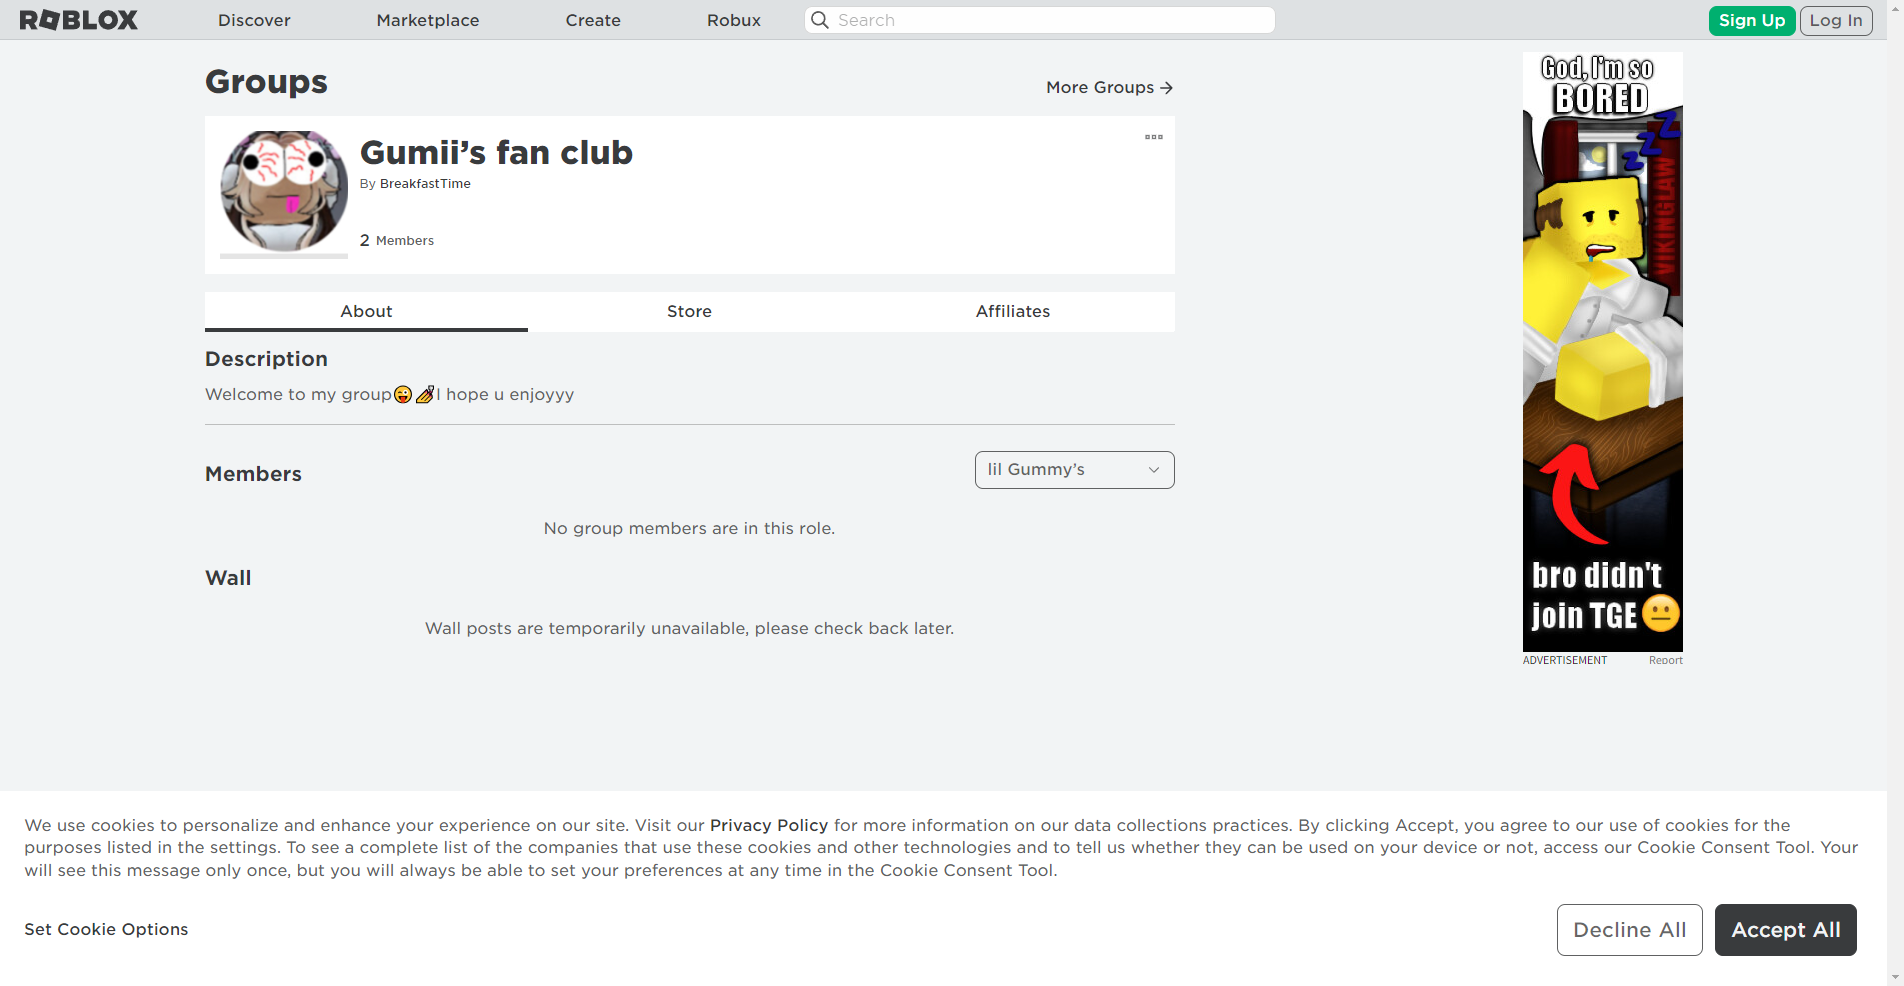 ROBLOX
Discover
Marketplace
Create
Robux
Search
Sign Up
Log In
Groups
More Groups →
Gumii's fan club
By BreakfastTime
2 Members
About
Store
Affiliates
Description
Welcome to my group😜💅I hope u enjoyyy
Members
lil Gummy's
No group members are in this role.
Wall
Wall posts are temporarily unavailable, please check back later.
God, I'm so
BORED
zzz
VIKINGLAW
bro didn't
join TGE😐
ADVERTISEMENT
Report
We use cookies to personalize and enhance your experience on our site. Visit our Privacy Policy for more information on our data collections practices. By clicking Accept, you agree to our use of cookies for the
purposes listed in the settings. To see a complete list of the companies that use these cookies and other technologies and to tell us whether they can be used on your device or not, access our Cookie Consent Tool. Your
will see this message only once, but you will always be able to set your preferences at any time in the Cookie Consent Tool.
Set Cookie Options
Decline All
Accept All